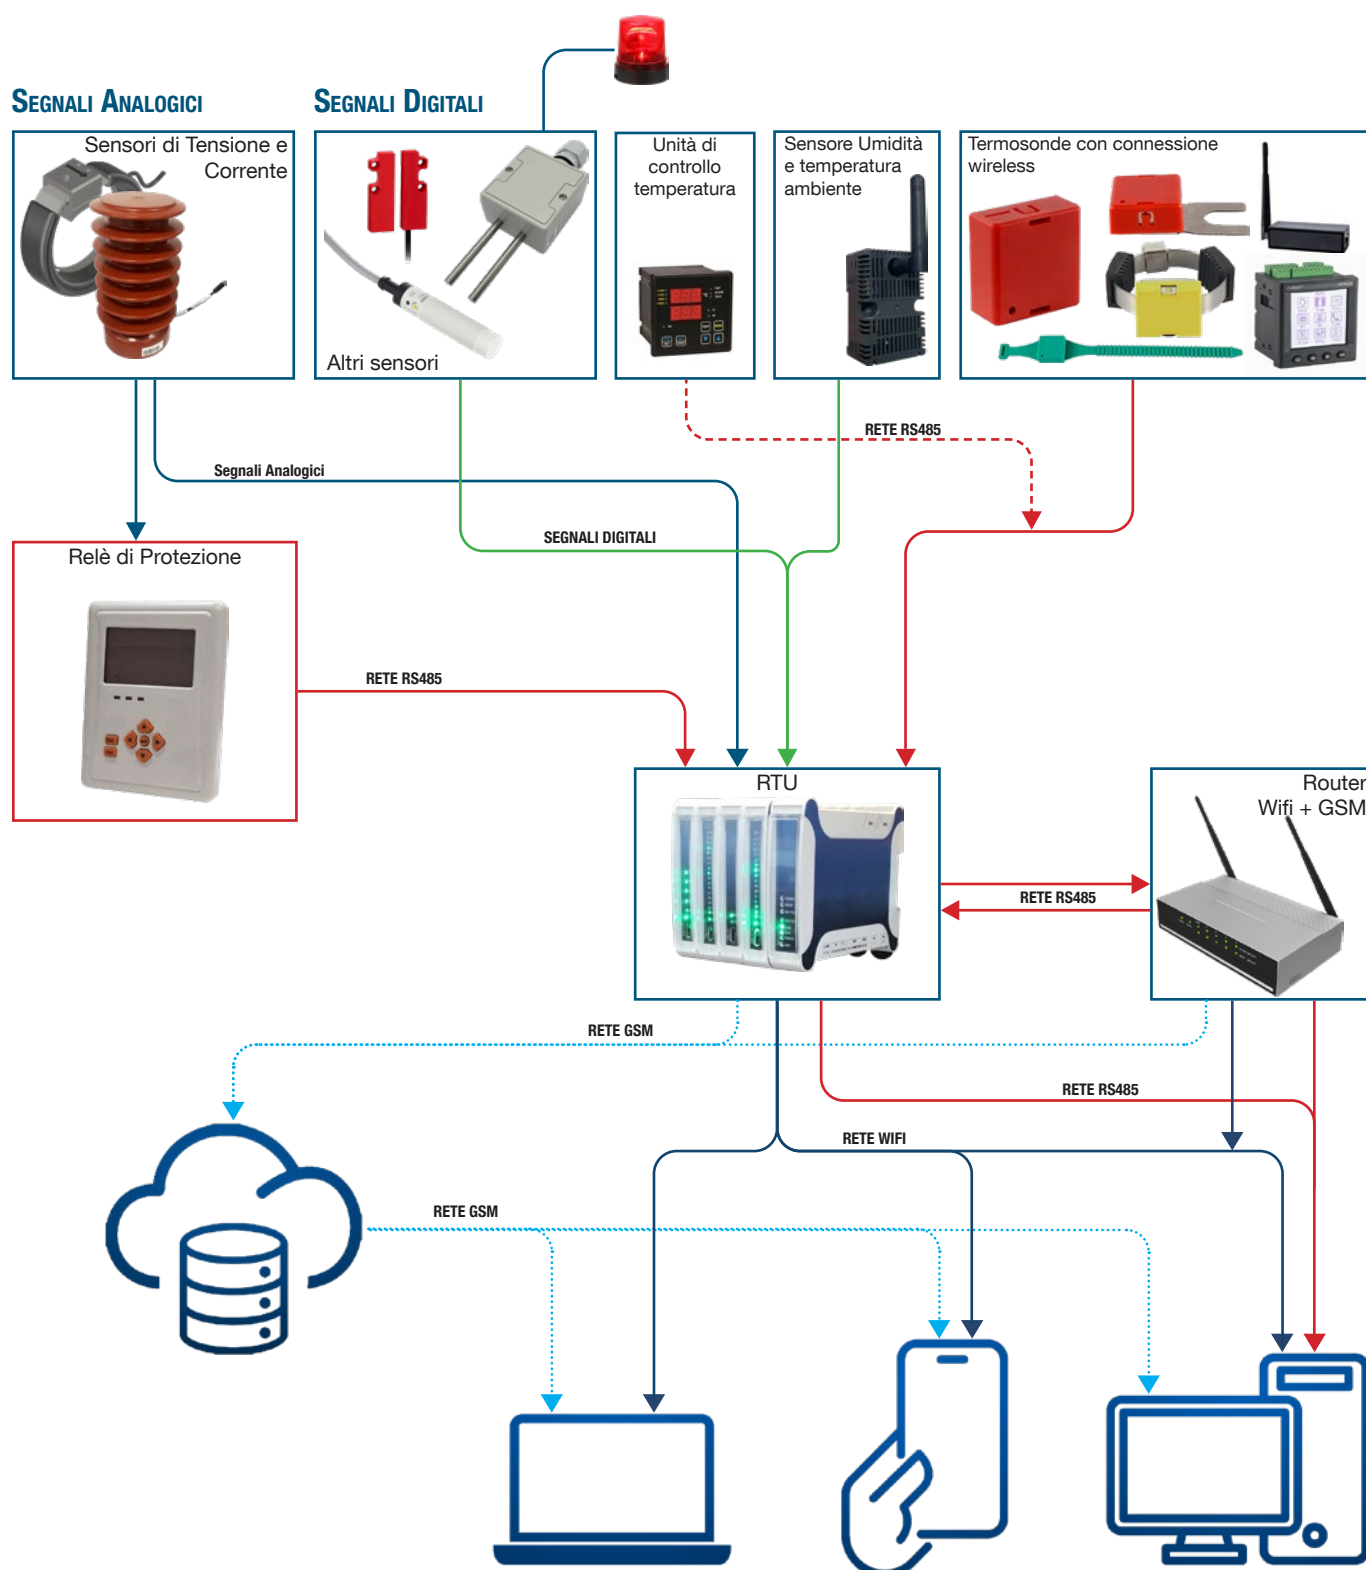 SEGNALI ANALOGICI
SEGNALI DIGITALI
Sensori di Tensione e
Corrente
Altri sensori
Unità di
controllo
temperatura
Sensore Umidità
e temperatura
ambiente
Termosonde con connessione
wireless
RETE RS485
Segnali Analogici
SEGNALI DIGITALI
Relè di Protezione
RETE RS485
RTU
Router
Wifi + GSM
RETE RS485
RETE GSM
RETE RS485
RETE WIFI
RETE GSM